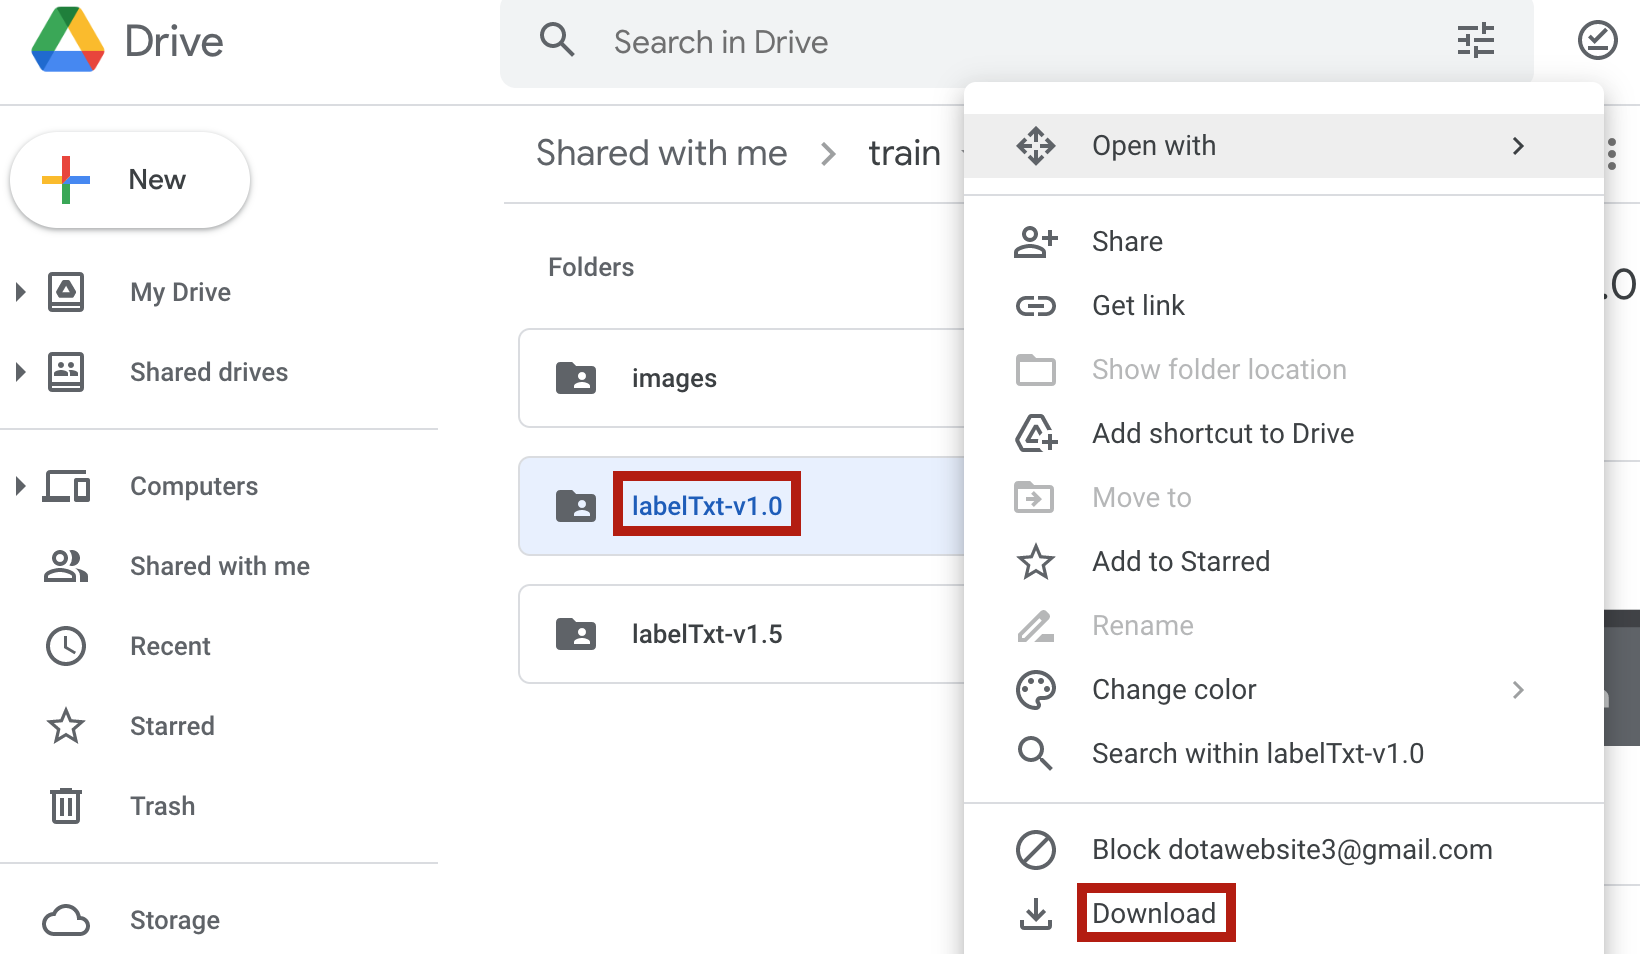 Drive
Search in Drive
New
My Drive
Shared drives
Computers
Shared with me
Recent
Starred
Trash
Storage
Shared with me
train
Folders
images
labelTxt-v1.0
labelTxt-v1.5
Open with
Share
Get link
Show folder location
Add shortcut to Drive
Move to
Add to Starred
Rename
Change color
Search within labelTxt-v1.0
Block dotawebsite3@gmail.com
Download
.0